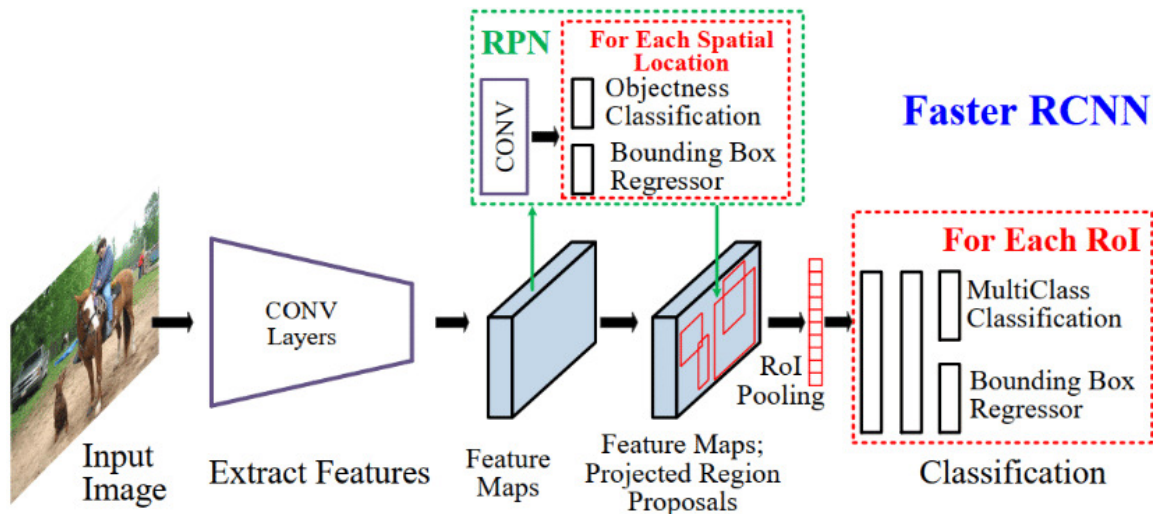 RPN
For Each Spatial
Location
CONV
Objectness
Classification
Bounding Box
Regressor
Faster RCNN
CONV
Layers
For Each RoI
MultiClass
Classification
Bounding Box
Regressor
RoI
Pooling
Input
Image
Extract Features
Feature
Maps
Feature Maps;
Projected Region
Proposals
Classification